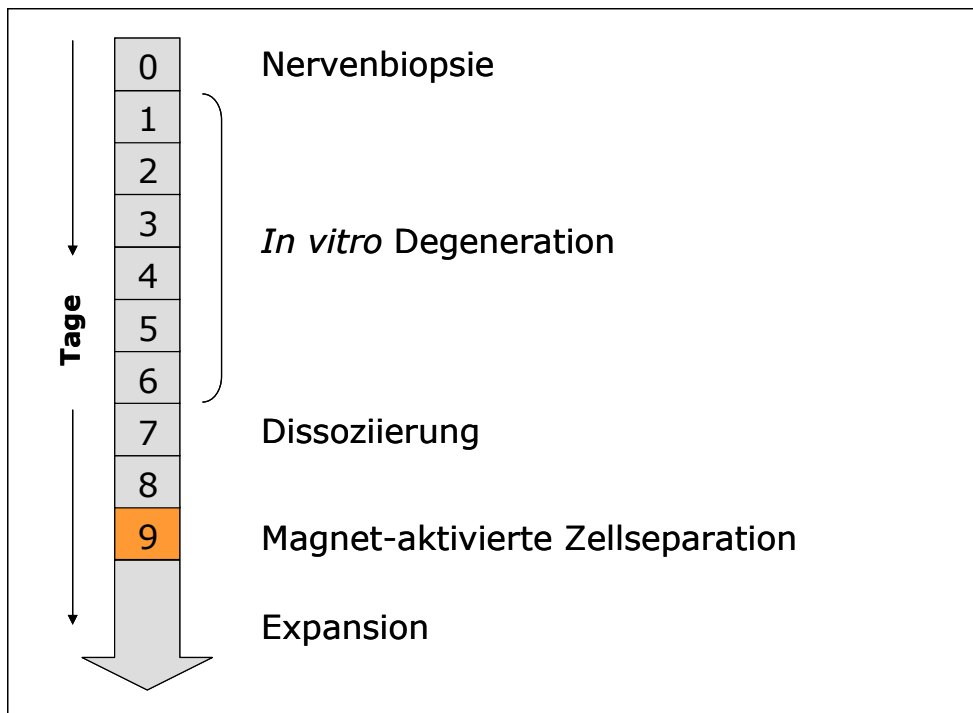 0 Nervenbiopsie
1
2
3
In vitro Degeneration
4
Tage
5
6
7 Dissoziierung
8
9 Magnet-aktivierte Zellseparation
Expansion